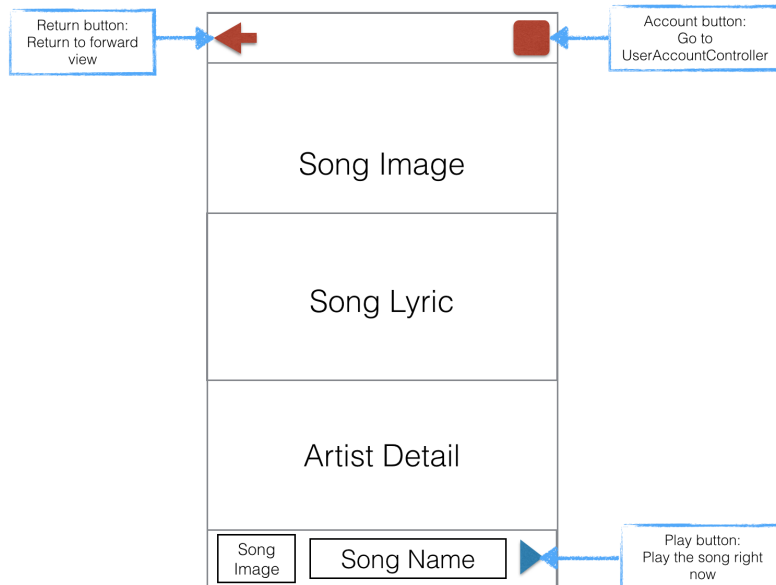 Return button:
Return to forward
view
Account button:
Go to
UserAccountController
Song Image
Song Lyric
Artist Detail
Song
Image
Song Name
Play button:
Play the song right
now